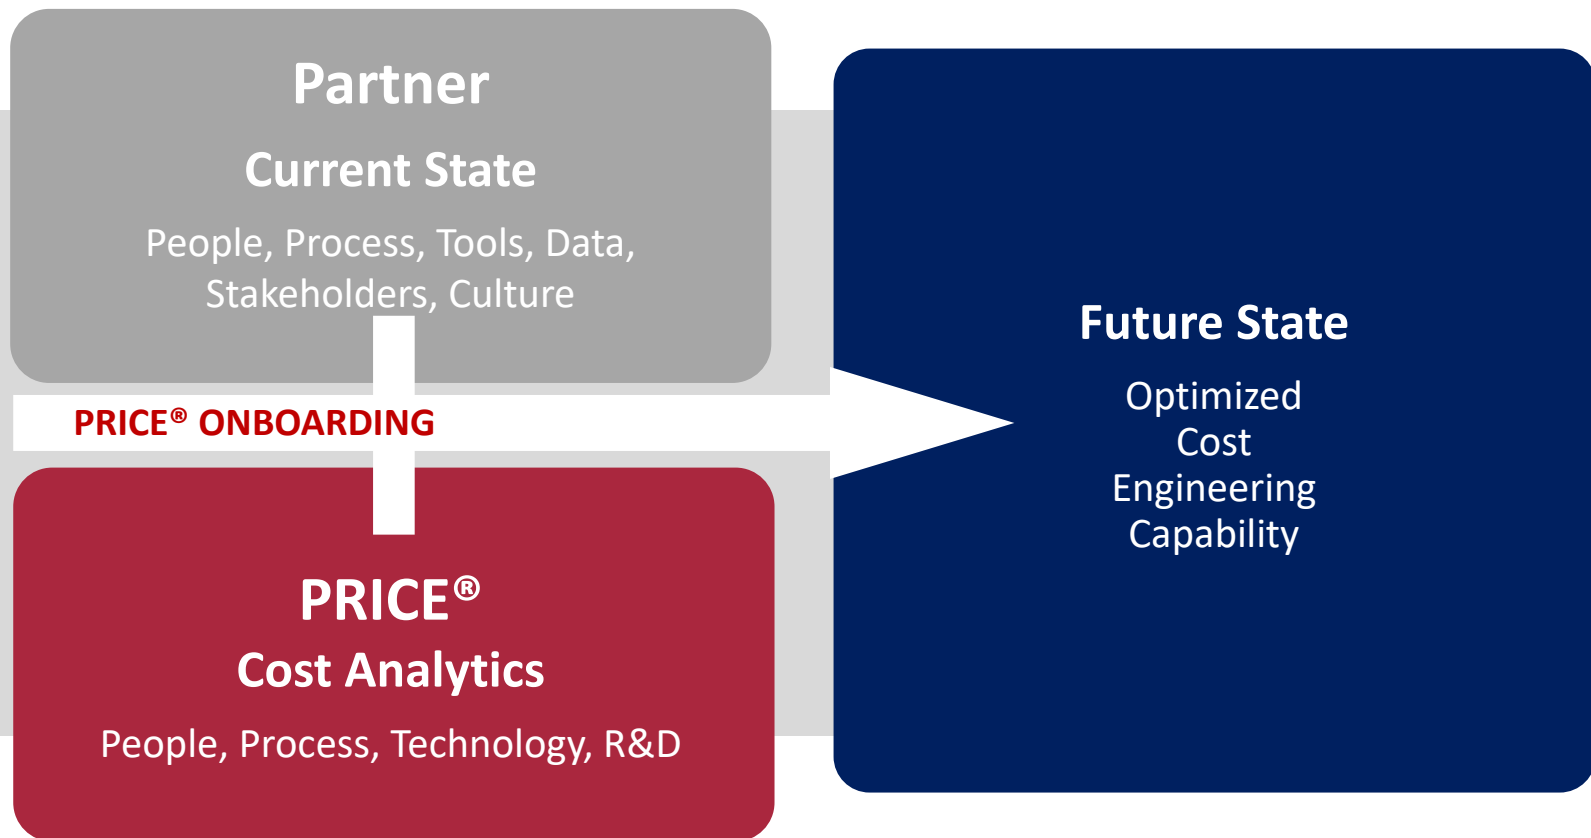 Partner
Current State
People, Process, Tools, Data,
Stakeholders, Culture
PRICE® ONBOARDING
PRICE®
Cost Analytics
People, Process, Technology, R&D
Future State
Optimized
Cost
Engineering
Capability